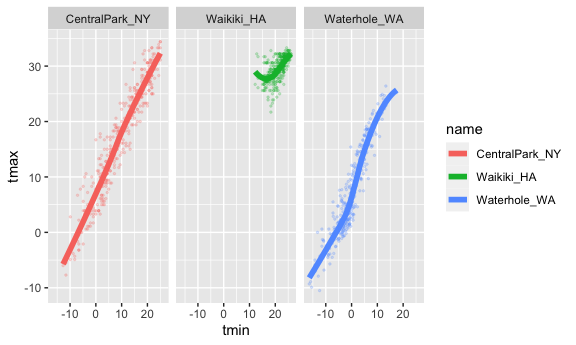 CentralPark_NY Waikiki_HA Waterhole_WA
30
20
10
0
-10
tmax
-10 0 10 20 -10 0 10 20 -10 0 10 20
tmin
name
CentralPark_NY
Waikiki_HA
Waterhole_WA